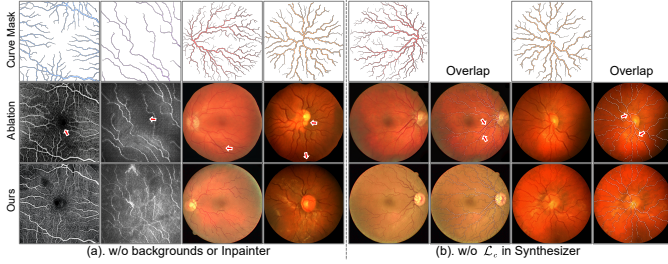 Curve Mask
Overlap
Overlap
Ablation
Ours
(a). w/o backgrounds or Inpainter
(b). w/o ℒc in Synthesizer